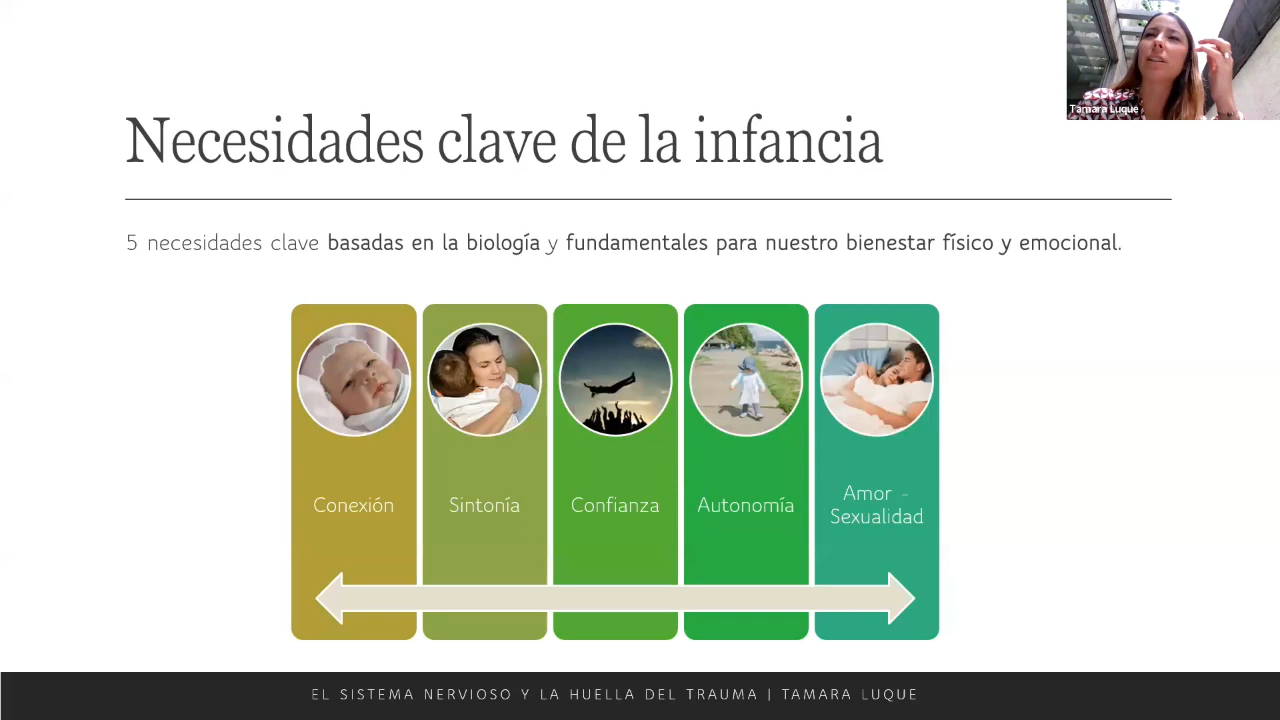 Tamara Luque
Necesidades clave de la infancia
5 necesidades clave basadas en la biología y fundamentales para nuestro bienestar físico y emocional.
Conexión
Sintonía
Confianza
Autonomía
Amor -
Sexualidad
EL SISTEMA NERVIOSO Y LA HUELLA DEL TRAUMA | TAMARA LUQUE